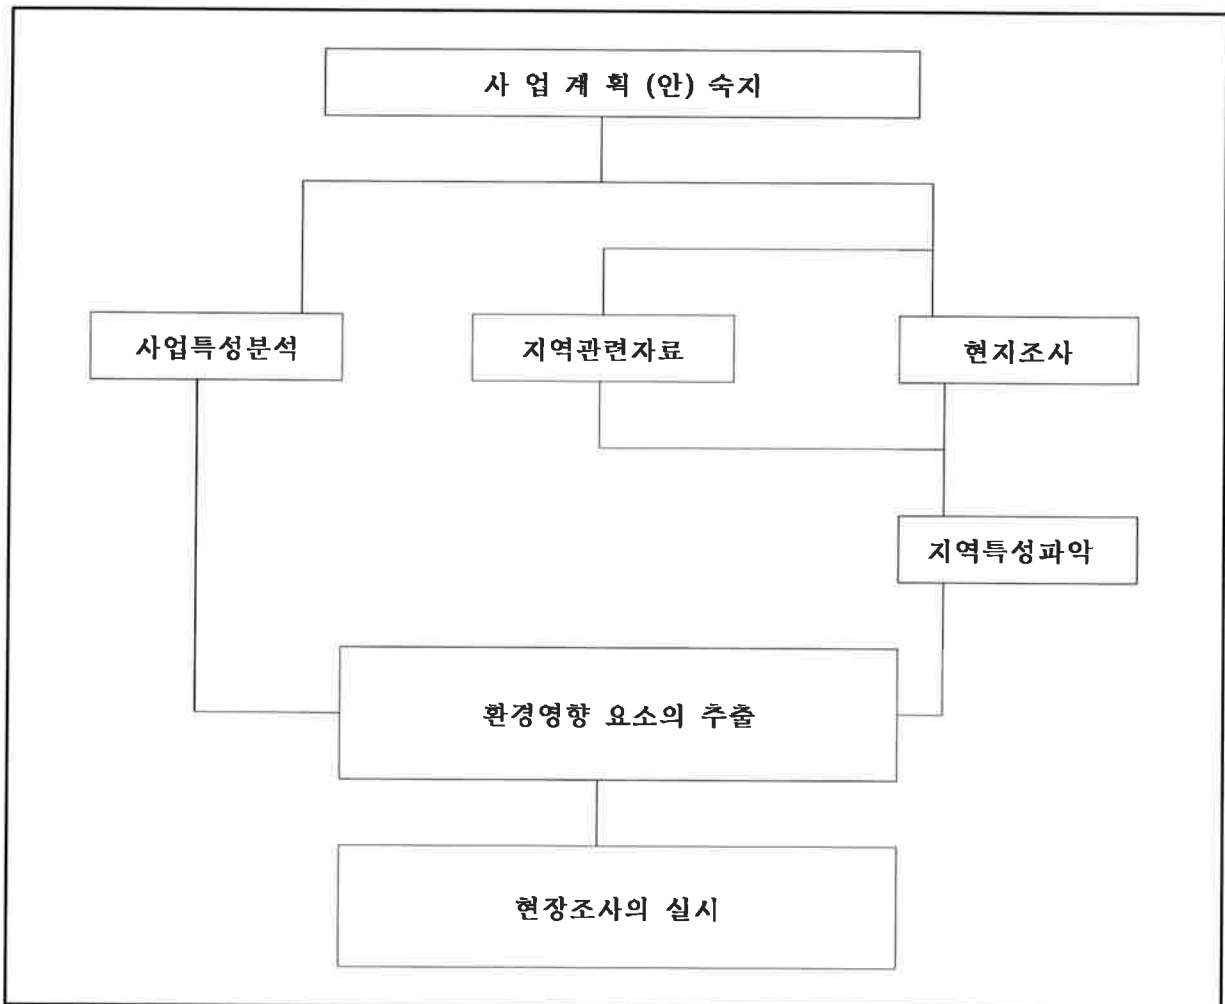 사 업 계 획 (안) 숙지
사업특성분석
지역관련자료
현지조사
지역특성파악
환경영향 요소의 추출
현장조사의 실시